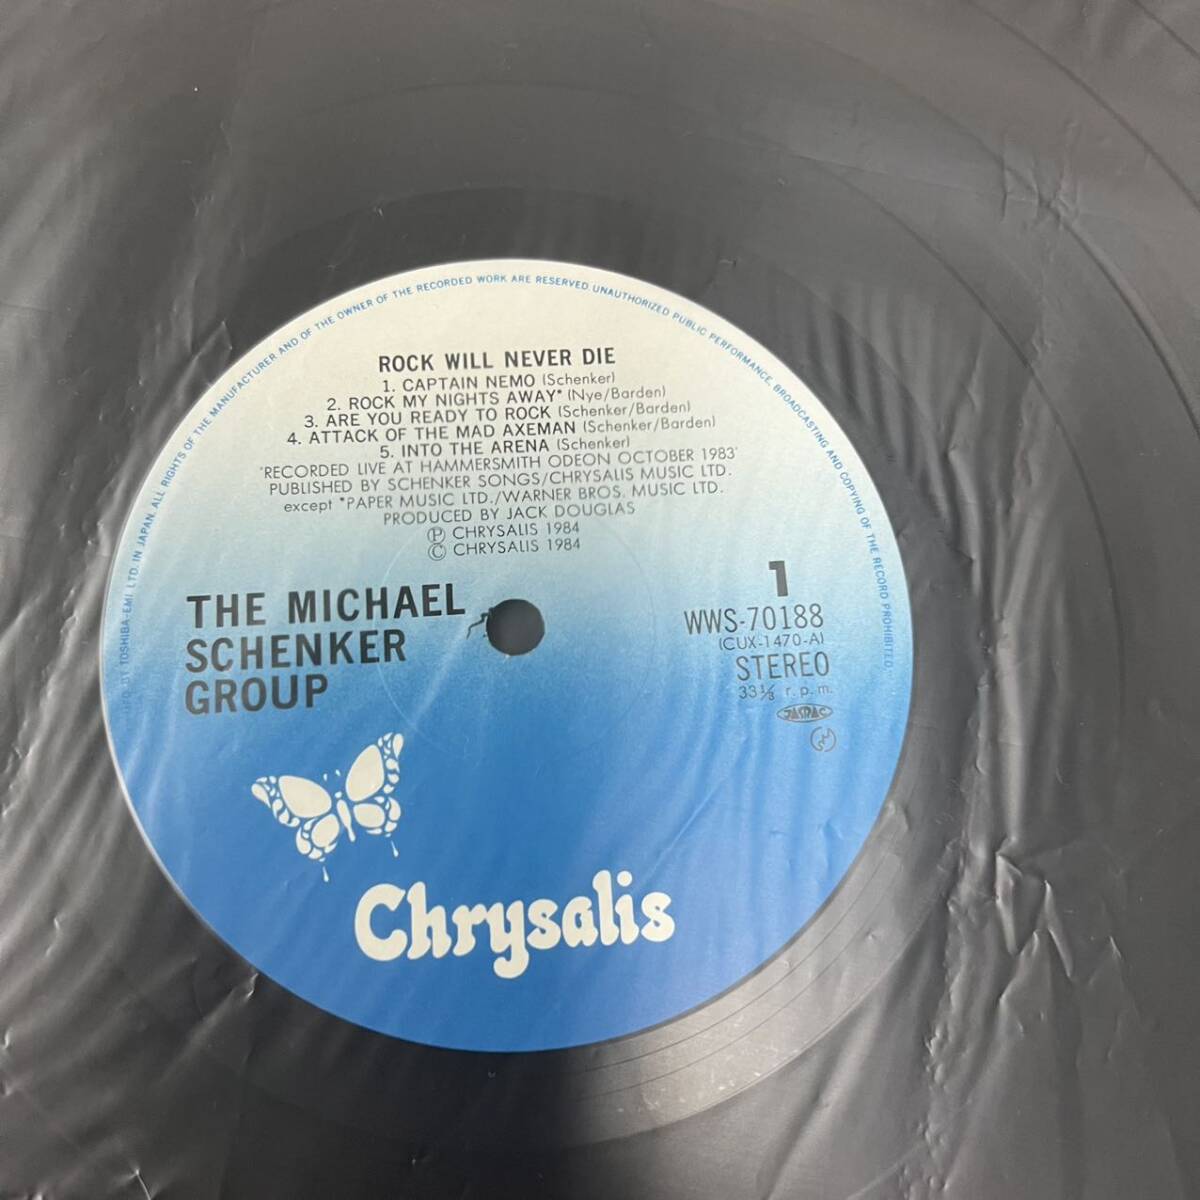 ROCK WILL NEVER DIE
1. CAPTAIN NEMO (Schenker)
2. ROCK MY NIGHTS AWAY* (Nye/Barden)
3. ARE YOU READY TO ROCK (Schenker/Barden)
4. ATTACK OF THE MAD AXEMAN (Schenker/Barden)
5. INTO THE ARENA (Schenker)
'RECORDED LIVE AT HAMMERSMITH ODEON OCTOBER 1983'
PUBLISHED BY SCHENKER SONGS/CHRYSALIS MUSIC LTD.
except *PAPER MUSIC LTD./WARNER BROS. MUSIC LTD.
PRODUCED BY JACK DOUGLAS
Ⓟ CHRYSALIS 1984
© CHRYSALIS 1984
THE MICHAEL
SCHENKER
GROUP
1
WWS-70188
(CUX-1470-A)
STEREO
33⅓ r.p.m.
JASRAC
Chrysalis
TOSHIBA-EMI LTD. IN JAPAN. ALL RIGHTS OF THE MANUFACTURER AND OF THE OWNER OF THE RECORDED WORK ARE RESERVED. UNAUTHORIZED PUBLIC PERFORMANCE, BROADCASTING AND COPYING OF THE RECORD PROHIBITED.